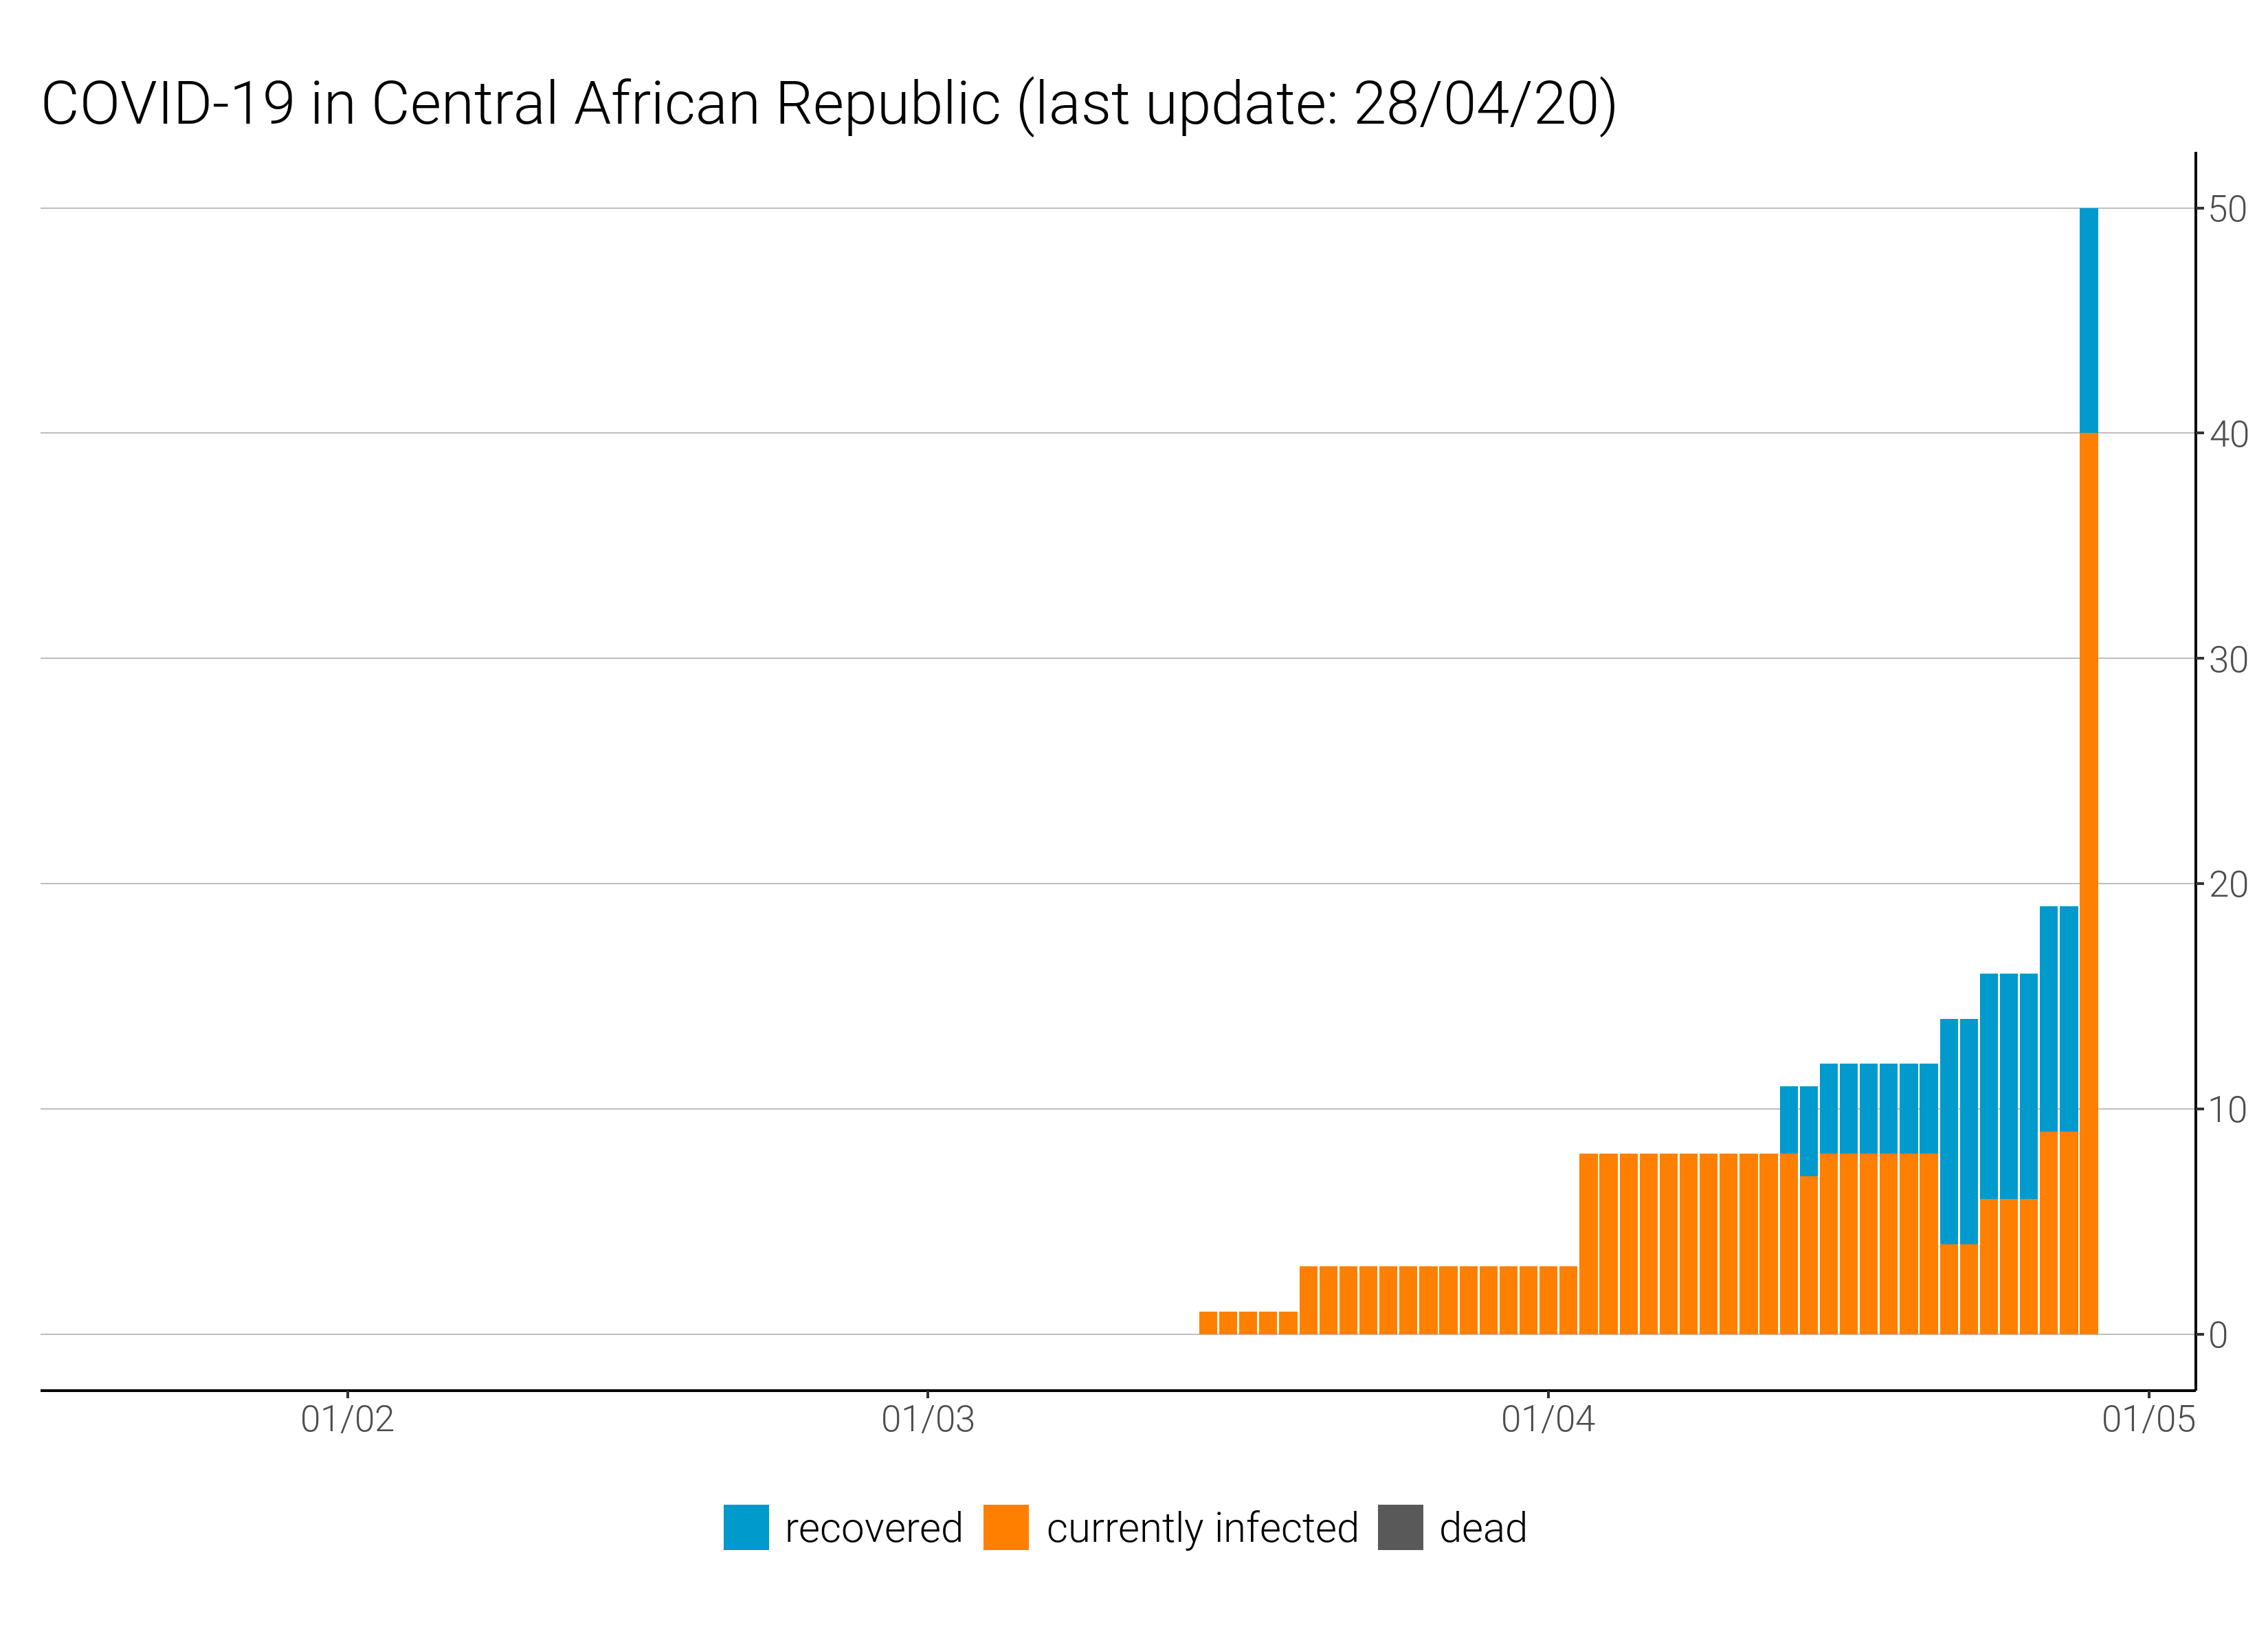 COVID-19 in Central African Republic (last update: 28/04/20)
50
40
30
20
10
0
01/02 01/03 01/04 01/05
recovered currently infected dead